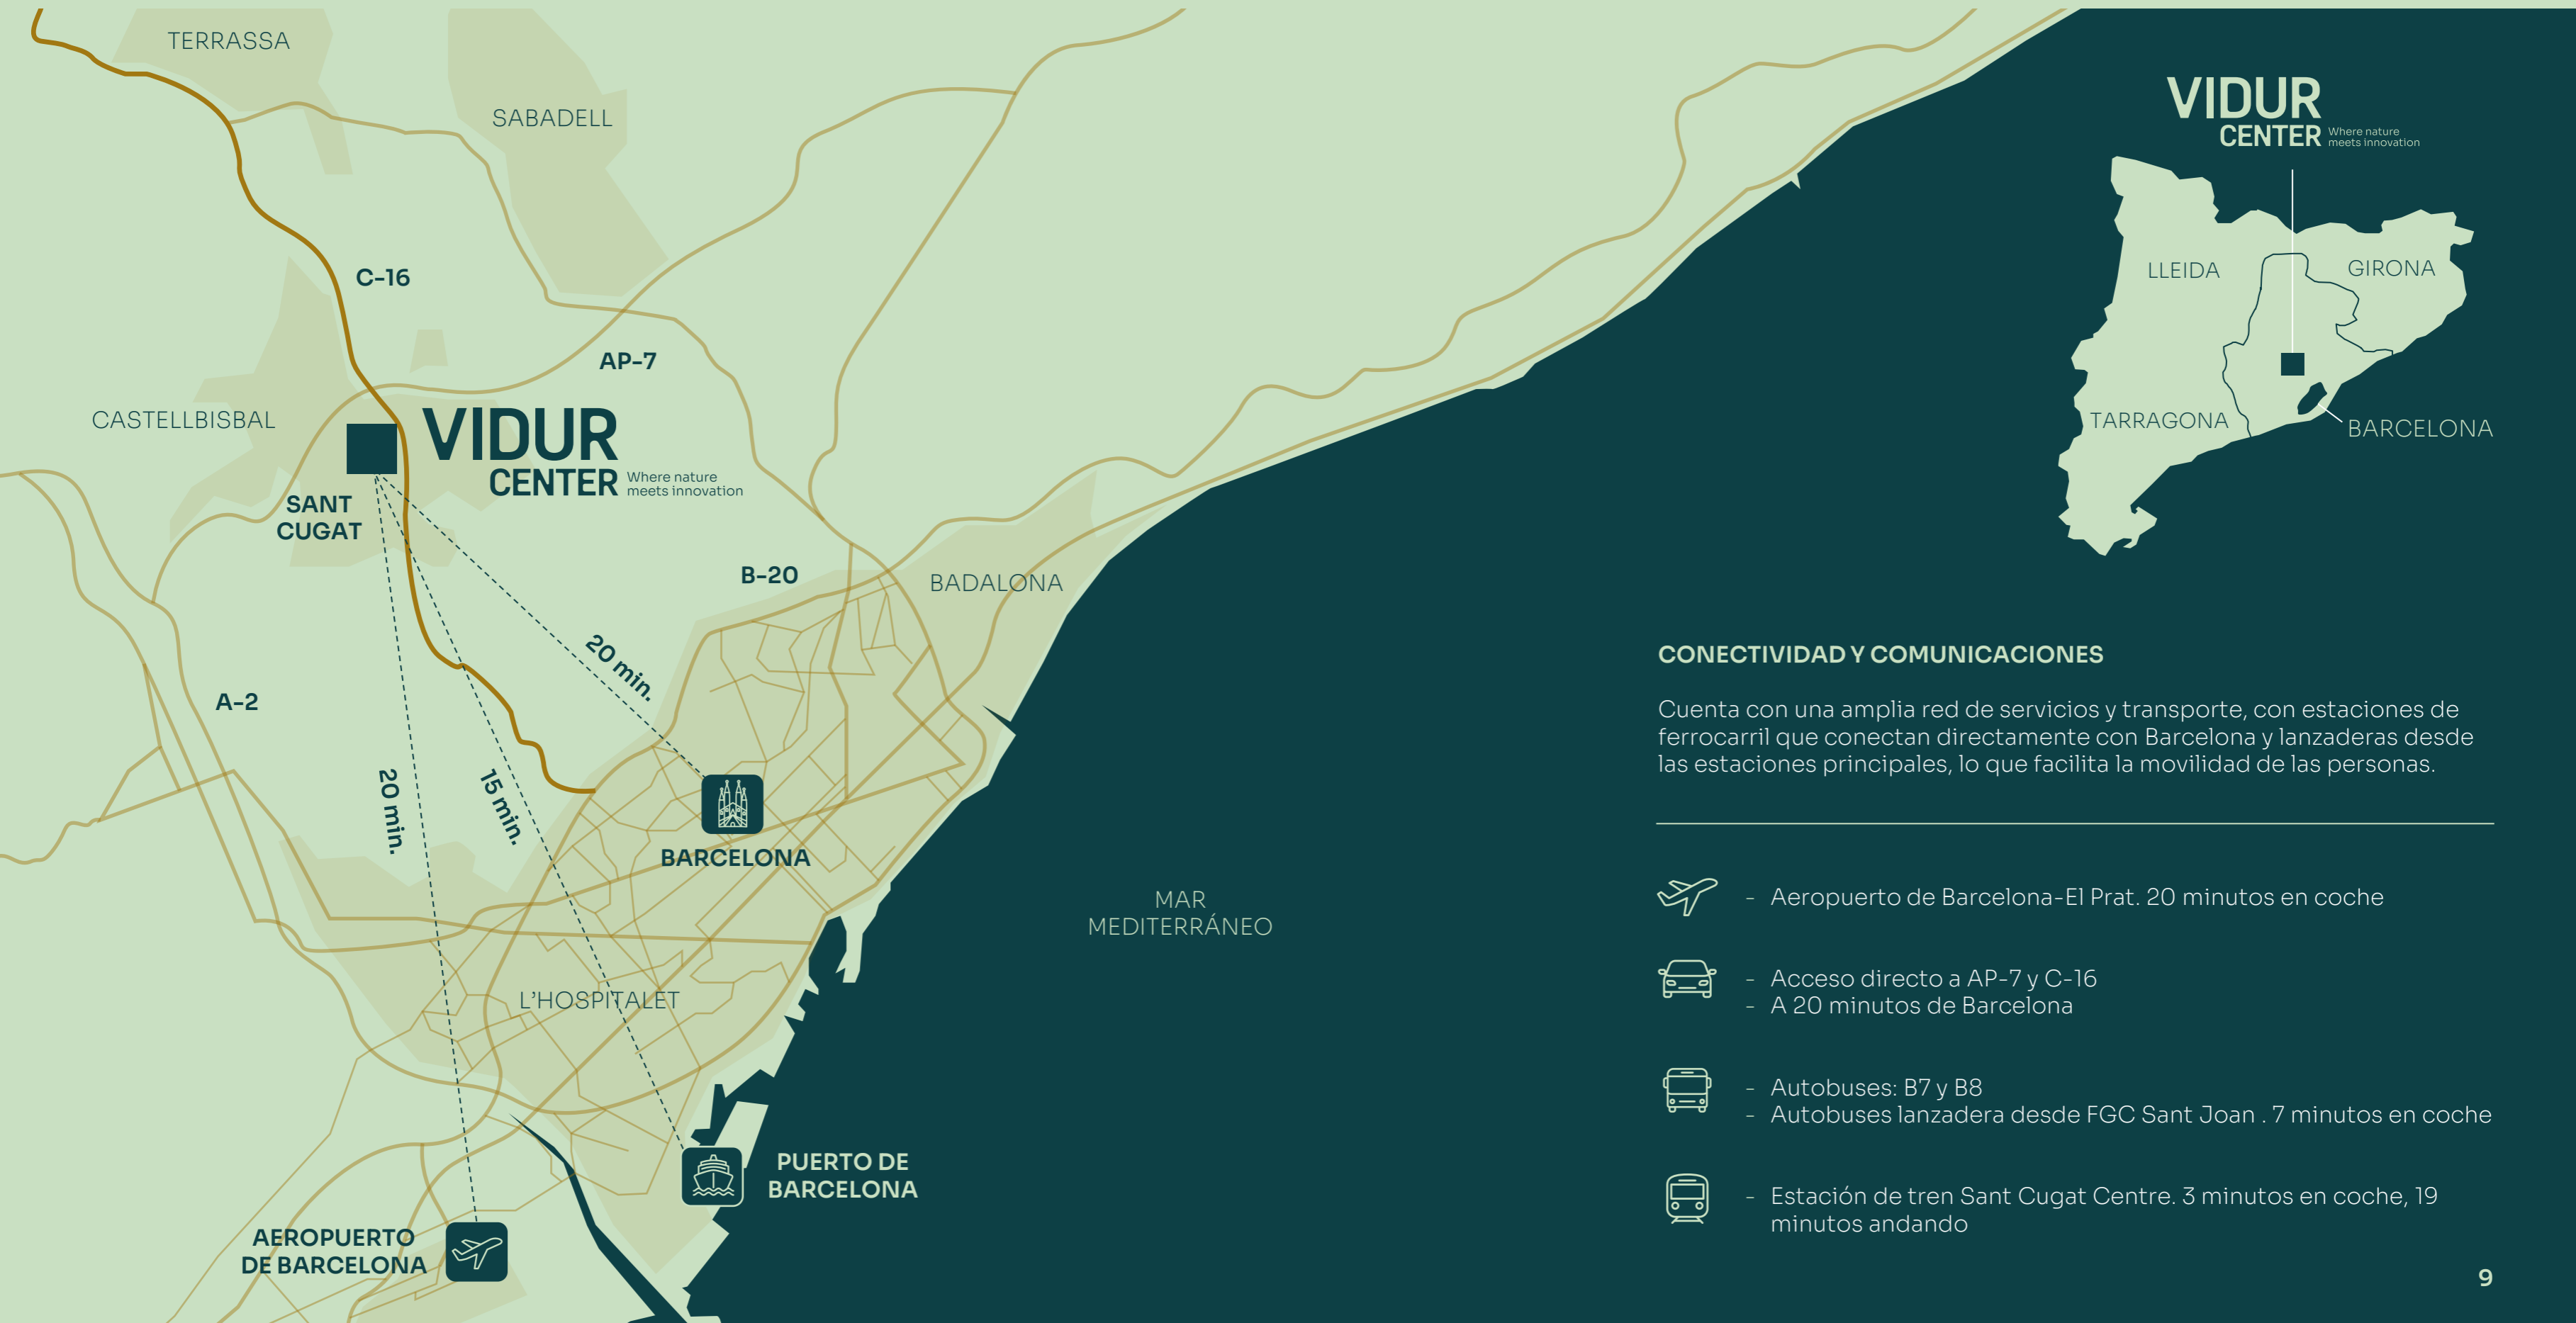 TERRASSA
SABADELL
C-16
AP-7
CASTELLBISBAL
VIDUR
CENTER
Where nature
meets innovation
SANT
CUGAT
B-20
BADALONA
20 min.
A-2
20 min.
15 min.
BARCELONA
MAR
MEDITERRÁNEO
L'HOSPITALET
PUERTO DE
BARCELONA
AEROPUERTO
DE BARCELONA
VIDUR
CENTER
Where nature
meets innovation
LLEIDA
GIRONA
TARRAGONA
BARCELONA
CONECTIVIDAD Y COMUNICACIONES
Cuenta con una amplia red de servicios y transporte, con estaciones de
ferrocarril que conectan directamente con Barcelona y lanzaderas desde
las estaciones principales, lo que facilita la movilidad de las personas.
- Aeropuerto de Barcelona-El Prat. 20 minutos en coche
- Acceso directo a AP-7 y C-16
- A 20 minutos de Barcelona
- Autobuses: B7 y B8
- Autobuses lanzadera desde FGC Sant Joan . 7 minutos en coche
- Estación de tren Sant Cugat Centre. 3 minutos en coche, 19
minutos andando
9